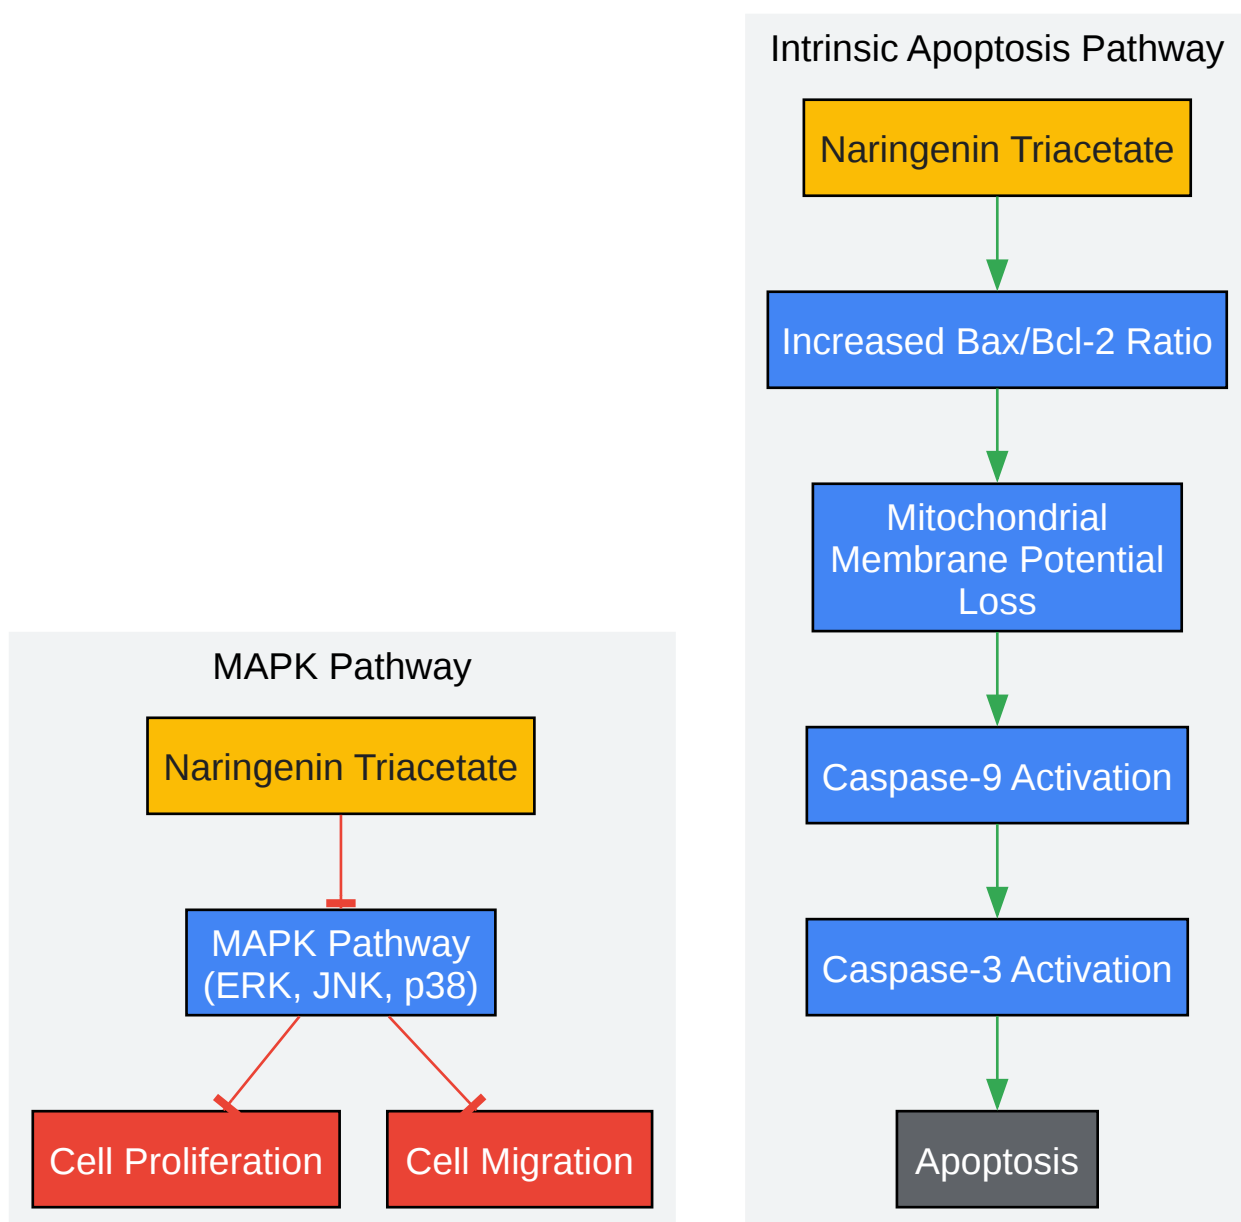 MAPK Pathway
Naringenin Triacetate
MAPK Pathway
(ERK, JNK, p38)
Cell Proliferation
Cell Migration
Intrinsic Apoptosis Pathway
Naringenin Triacetate
Increased Bax/Bcl-2 Ratio
Mitochondrial
Membrane Potential
Loss
Caspase-9 Activation
Caspase-3 Activation
Apoptosis